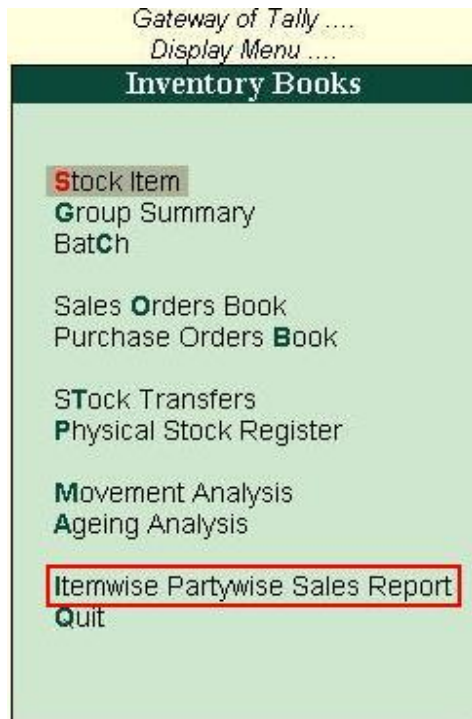 Gateway of Tally ....
Display Menu ....
Inventory Books
Stock Item
Group Summary
BatCh
Sales Orders Book
Purchase Orders Book
STock Transfers
Physical Stock Register
Movement Analysis
Ageing Analysis
Itemwise Partywise Sales Report
Quit